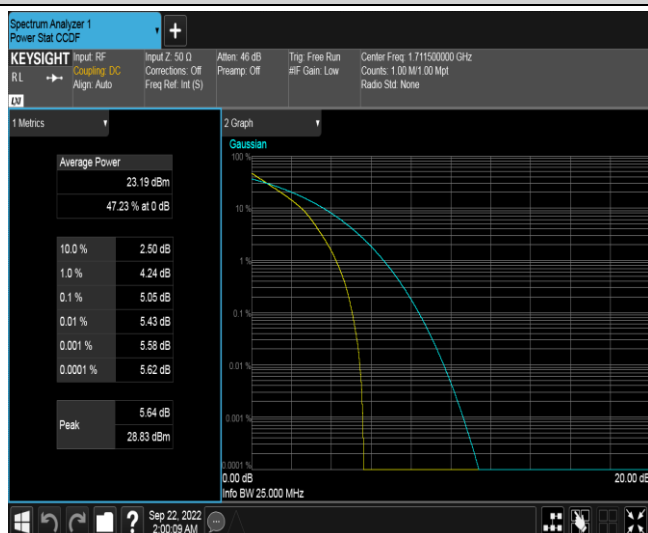 Spectrum Analyzer 1
Power Stat CCDF
+
KEYSIGHT
RL
Input: RF
Coupling: DC
Align: Auto
Input Z: 50 Ω
Corrections: Off
Freq Ref: Int (S)
Atten: 46 dB
Preamp: Off
Trig: Free Run
#IF Gain: Low
Center Freq: 1.711500000 GHz
Counts: 1.00 M/1.00 Mpt
Radio Std: None
LXI
1 Metrics
Average Power
23.19 dBm
47.23 % at 0 dB
10.0 % 2.50 dB
1.0 % 4.24 dB
0.1 % 5.05 dB
0.01 % 5.43 dB
0.001 % 5.58 dB
0.0001 % 5.62 dB
Peak
5.64 dB
28.83 dBm
2 Graph
Gaussian
100 %
10 %
1 %
0.1 %
0.01 %
0.001 %
0.0001 %
0.00 dB 20.00 dB
Info BW 25.000 MHz
?
Sep 22, 2022
2:00:09 AM